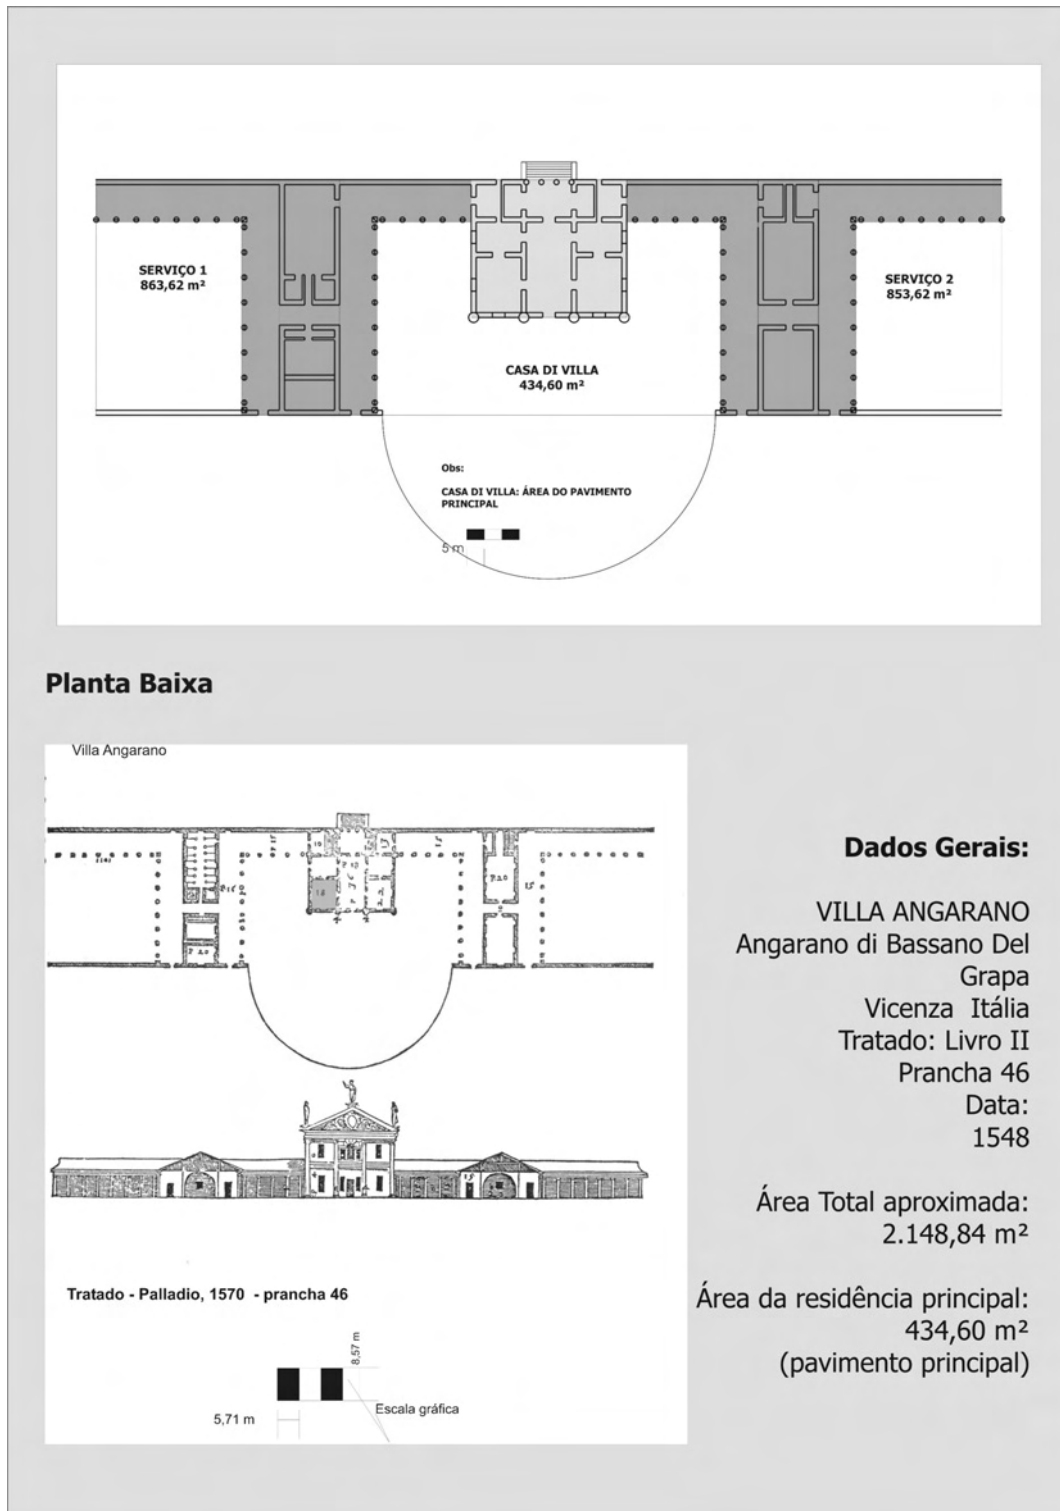 SERVIÇO 1
863,62 m²
SERVIÇO 2
853,62 m²
CASA DI VILLA
434,60 m²
Obs:
CASA DI VILLA: ÁREA DO PAVIMENTO
PRINCIPAL
5 m
Planta Baixa
Villa Angarano
Dados Gerais:
VILLA ANGARANO
Angarano di Bassano Del
Grapa
Vicenza Itália
Tratado: Livro II
Prancha 46
Data:
1548
Área Total aproximada:
2.148,84 m²
Área da residência principal:
434,60 m²
(pavimento principal)
Tratado - Palladio, 1570 - prancha 46
8,57 m
5,71 m
Escala gráfica